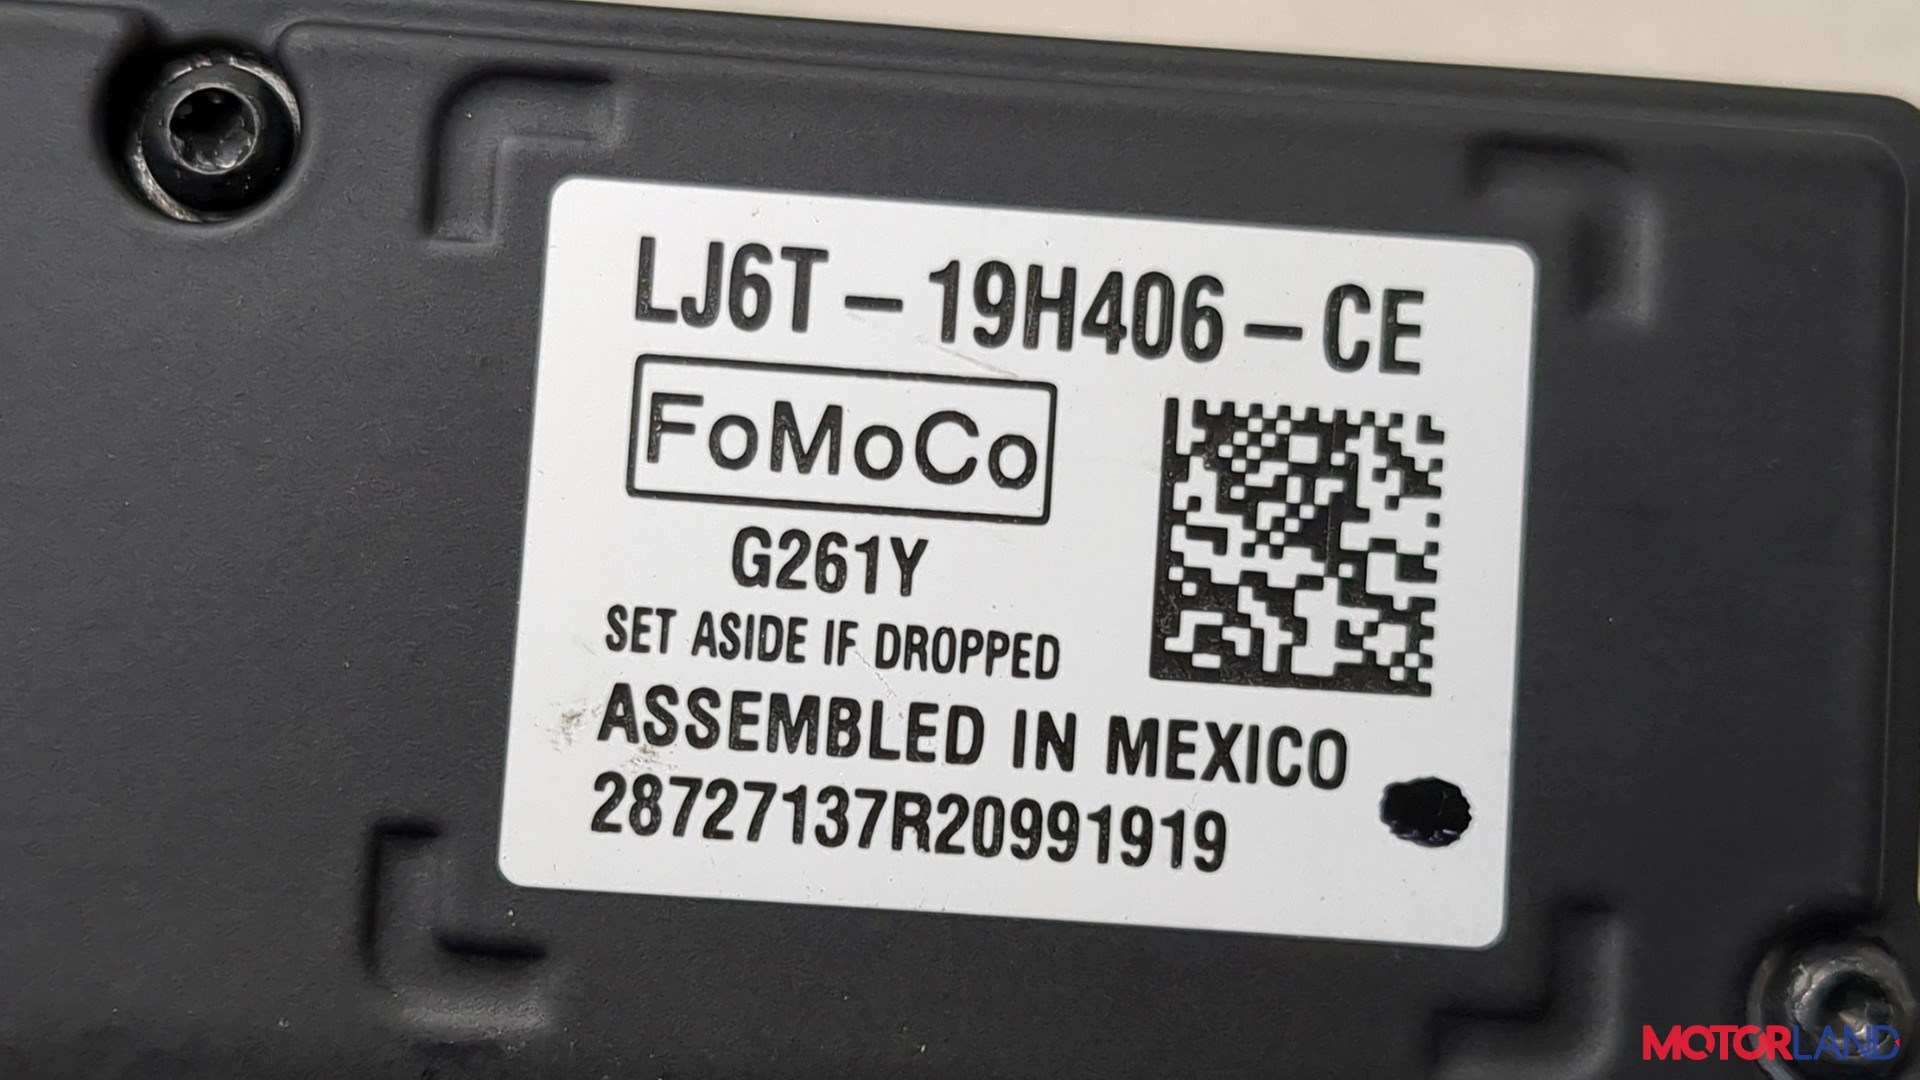 LJ6T-19H406-CE
FoMoCo
G261Y
SET ASIDE IF DROPPED
ASSEMBLED IN MEXICO
28727137R20991919
MOTORLAND